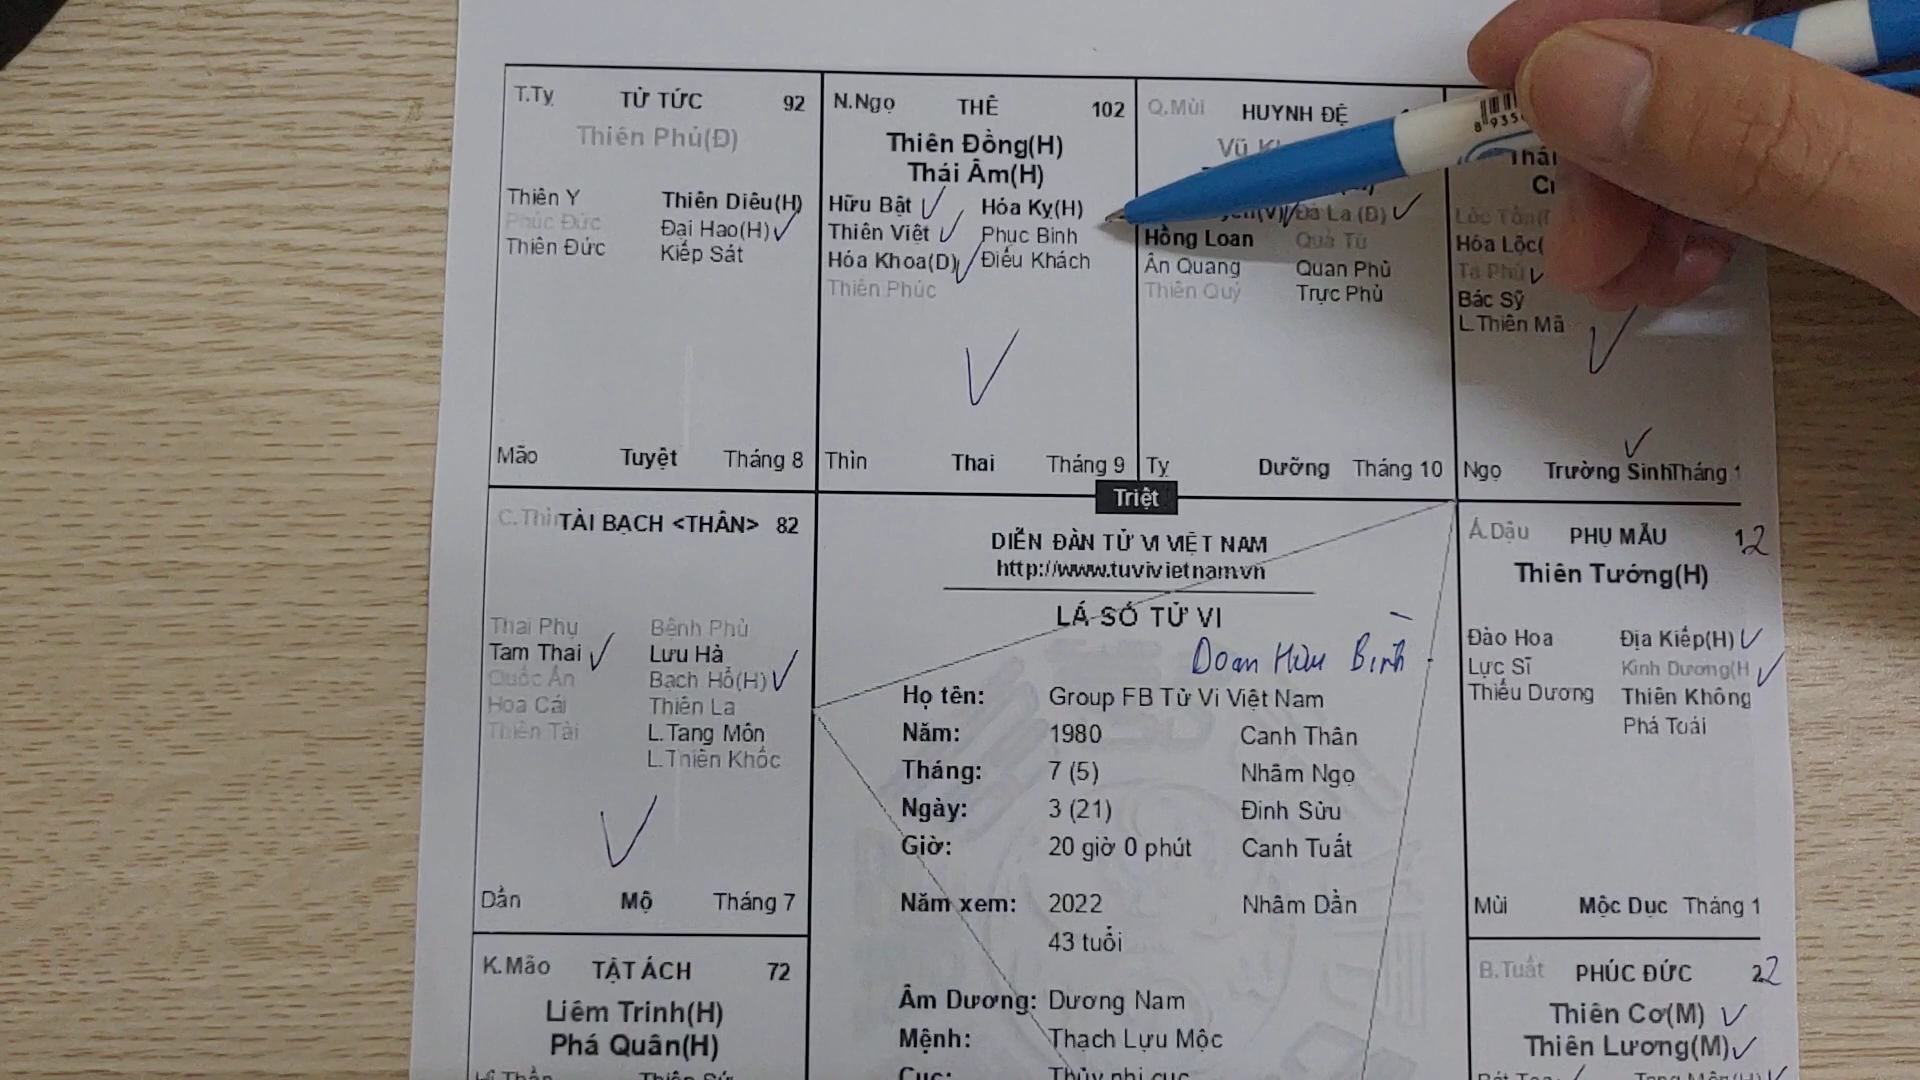 T.Tỵ TỬ TỨC 92
Thiên Phủ(Đ)
Thiên Y Thiên Diêu(H)
Phúc Đức Đại Hao(H)
Thiên Đức Kiếp Sát
Mão Tuyệt Tháng 8
N.Ngọ THÊ 102
Thiên Đồng(H)
Thái Âm(H)
Hữu Bật Hóa Kỵ(H)
Thiên Việt Phục Binh
Hóa Khoa(D) Điếu Khách
Thiên Phúc
Thìn Thai Tháng 9
Q.Mùi HUYNH ĐỆ
Đà La (Đ)
Hồng Loan Quả Tú
Ân Quang Quan Phủ
Thiên Quý Trực Phù
Tỵ Dưỡng Tháng 10
Hóa Lộc(
Tả Phù
Bác Sỹ
L.Thiên Mã
Ngọ Trường Sinh Tháng 1
Triệt
C.Thìn TÀI BẠCH <THÂN> 82
Thai Phụ Bệnh Phù
Tam Thai Lưu Hà
Quốc Ấn Bạch Hổ(H)
Hoa Cái Thiên La
Thiên Tài L.Tang Môn
L.Thiên Khốc
Dần Mộ Tháng 7
DIỄN ĐÀN TỬ VI VIỆT NAM
http://www.tuvivietnam.vn
LÁ SỐ TỬ VI
Họ tên: Group FB Tử Vi Việt Nam
Năm: 1980 Canh Thân
Tháng: 7 (5) Nhâm Ngọ
Ngày: 3 (21) Đinh Sửu
Giờ: 20 giờ 0 phút Canh Tuất
Năm xem: 2022 Nhâm Dần
43 tuổi
Âm Dương: Dương Nam
Mệnh: Thạch Lựu Mộc
Cục: Thủy nhị cục
Á.Dậu PHỤ MẪU 12
Thiên Tướng(H)
Đào Hoa Địa Kiếp(H)
Lực Sĩ Kình Dương(H
Thiếu Dương Thiên Không
Phá Toái
Mùi Mộc Dục Tháng 1
K.Mão TẬT ÁCH 72
Liêm Trinh(H)
Phá Quân(H)
B.Tuất PHÚC ĐỨC 22
Thiên Cơ(M)
Thiên Lương(M)